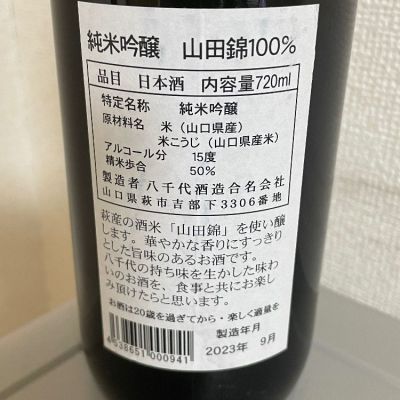 純米吟醸 山田錦100%
品目 日本酒 内容量720ml
特定名称 純米吟醸
原材料名 米(山口県産)
米こうじ(山口県産米)
アルコール分 15度
精米歩合 50%
製造者 八千代酒造合名会社
山口県萩市吉部下3306番地
萩産の酒米「山田錦」を使い醸
します。華やかな香りにすっきり
とした旨味のあるお酒です。
八千代の持ち味を生かした味わ
いのお酒を、食事と共にお楽し
み頂けたらと思います。
お酒は20歳を過ぎてから・楽しく適量を
製造年月
2023年 9月
4538651000941